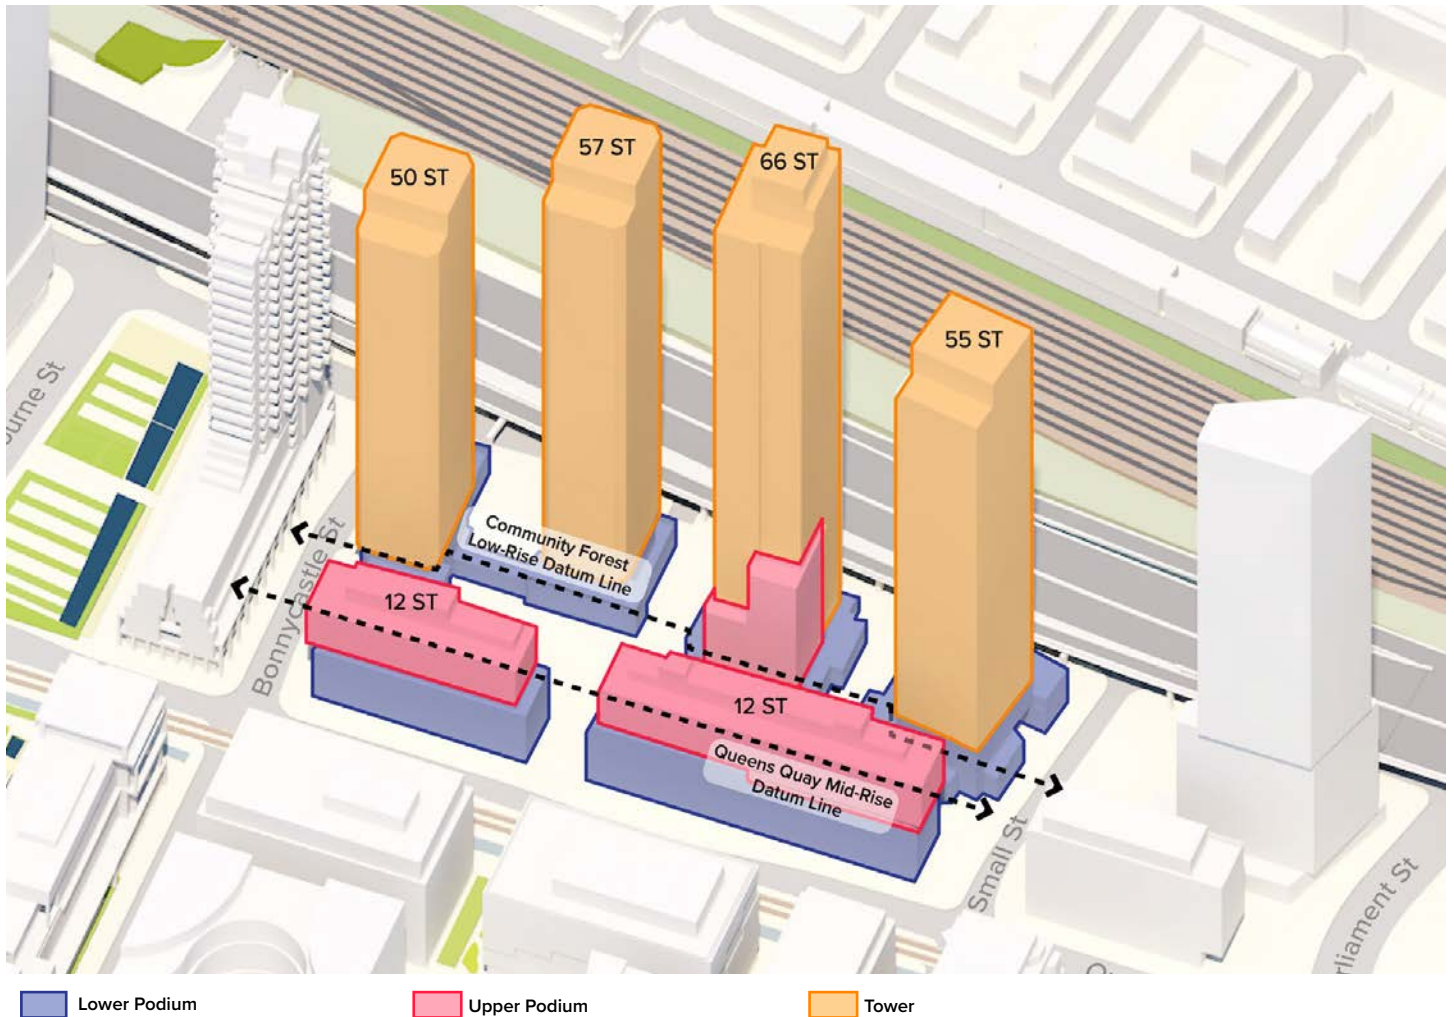 50 ST
57 ST
66 ST
55 ST
Community Forest
Low-Rise Datum Line
12 ST
12 ST
Queens Quay Mid-Rise
Datum Line
Bonnycastle St
Small St
Lower Podium
Upper Podium
Tower